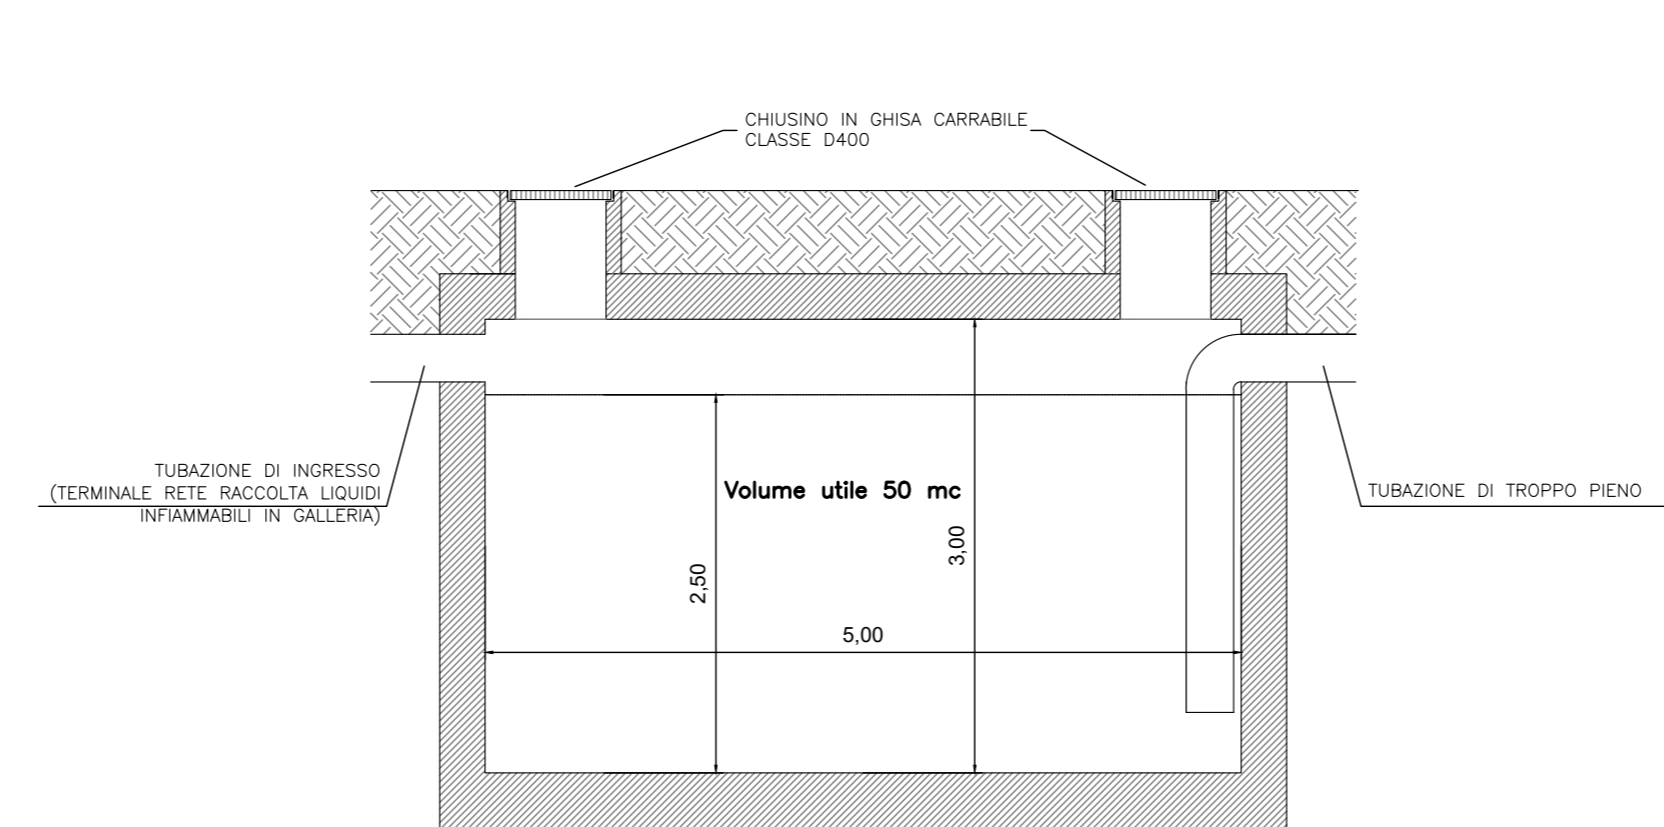 CHIUSINO IN GHISA CARRABILE
CLASSE D400
TUBAZIONE DI INGRESSO
(TERMINALE RETE RACCOLTA LIQUIDI
INFIAMMABILI IN GALLERIA)
Volume utile 50 mc
TUBAZIONE DI TROPPO PIENO
3,00
2,50
5,00